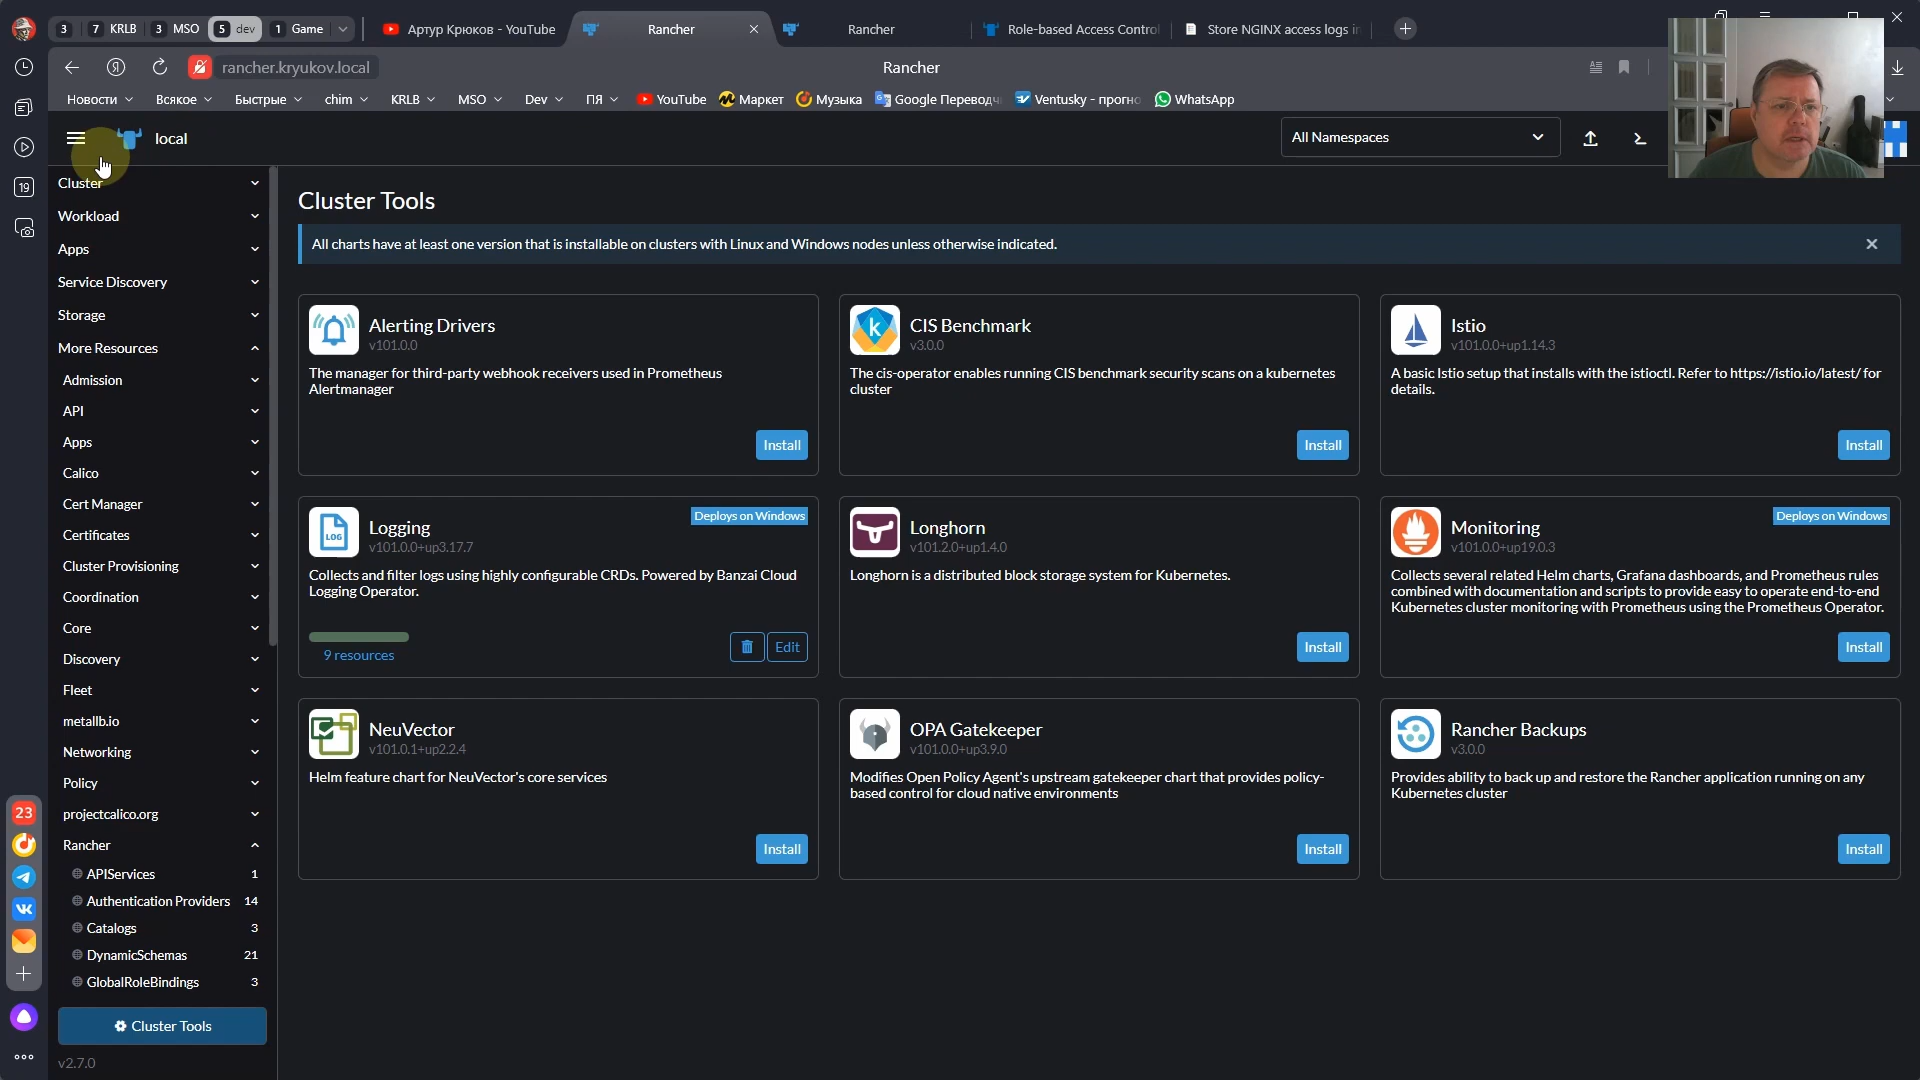 3
7 KRLB
3 MSO
5 dev
1 Game
Артур Крюков - YouTube
Rancher
Rancher
Role-based Access Control
Store NGINX access logs in
rancher.kryukov.local
Rancher
Новости
Всякое
Быстрые
chim
KRLB
MSO
Dev
ПЯ
YouTube
Маркет
Музыка
Google Переводч
Ventusky - прогно
WhatsApp
local
All Namespaces
19
Cluster
Workload
Apps
Service Discovery
Storage
More Resources
Admission
API
Apps
Calico
Cert Manager
Certificates
Cluster Provisioning
Coordination
Core
Discovery
Fleet
metallb.io
Networking
Policy
projectcalico.org
Rancher
APIServices 1
Authentication Providers 14
Catalogs 3
DynamicSchemas 21
GlobalRoleBindings 3
Cluster Tools
v2.7.0
23
Cluster Tools
All charts have at least one version that is installable on clusters with Linux and Windows nodes unless otherwise indicated.
Alerting Drivers
v101.0.0
The manager for third-party webhook receivers used in Prometheus
Alertmanager
Install
CIS Benchmark
v3.0.0
The cis-operator enables running CIS benchmark security scans on a kubernetes
cluster
Install
Istio
v101.0.0+up1.14.3
A basic Istio setup that installs with the istioctl. Refer to https://istio.io/latest/ for
details.
Install
LOG
Logging
v101.0.0+up3.17.7
Deploys on Windows
Collects and filter logs using highly configurable CRDs. Powered by Banzai Cloud
Logging Operator.
9 resources
Edit
Longhorn
v101.2.0+up1.4.0
Longhorn is a distributed block storage system for Kubernetes.
Install
Monitoring
v101.0.0+up19.0.3
Deploys on Windows
Collects several related Helm charts, Grafana dashboards, and Prometheus rules
combined with documentation and scripts to provide easy to operate end-to-end
Kubernetes cluster monitoring with Prometheus using the Prometheus Operator.
Install
NeuVector
v101.0.1+up2.2.4
Helm feature chart for NeuVector's core services
Install
OPA Gatekeeper
v101.0.0+up3.9.0
Modifies Open Policy Agent's upstream gatekeeper chart that provides policy-
based control for cloud native environments
Install
Rancher Backups
v3.0.0
Provides ability to back up and restore the Rancher application running on any
Kubernetes cluster
Install